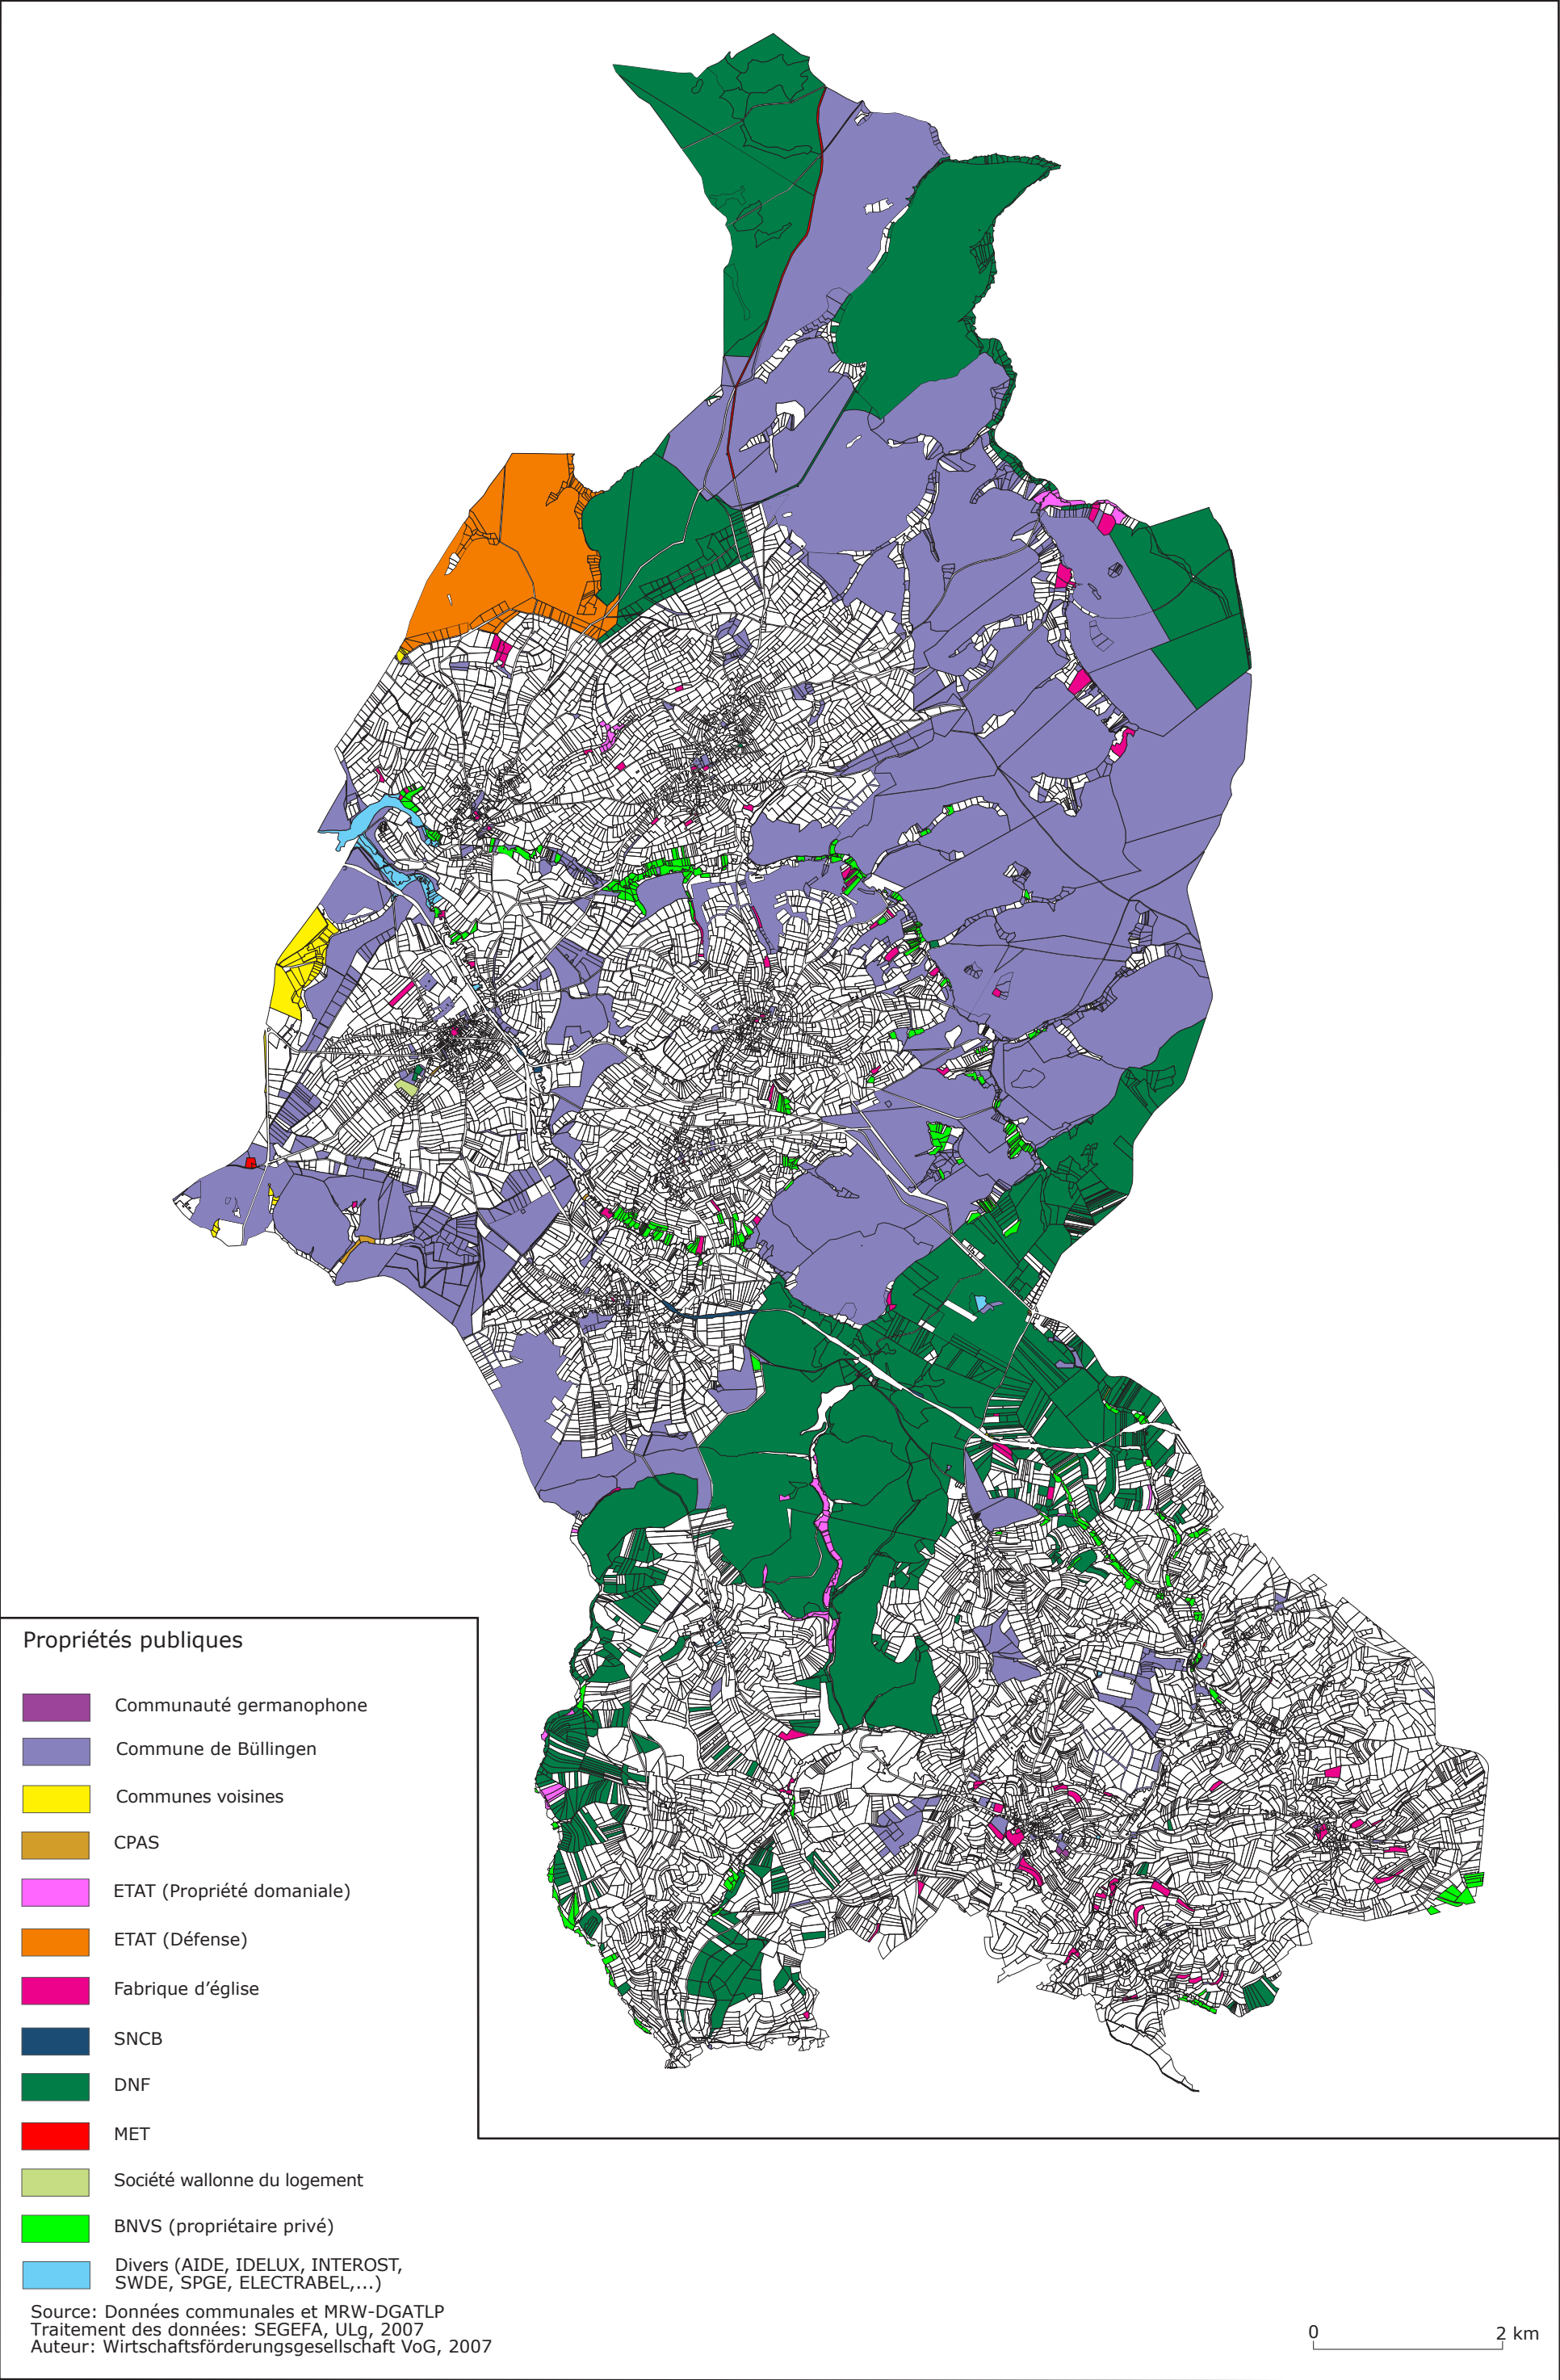 Propriétés publiques
Communauté germanophone
Commune de Büllingen
Communes voisines
CPAS
ETAT (Propriété domaniale)
ETAT (Défense)
Fabrique d’église
SNCB
DNF
MET
Société wallonne du logement
BNVS (propriétaire privé)
Divers (AIDE, IDELUX, INTEROST,
SWDE, SPGE, ELECTRABEL,...)
Source: Données communales et MRW-DGATLP
Traitement des données: SEGEFA, ULg, 2007
Auteur: Wirtschaftsförderungsgesellschaft VoG, 2007
0 2 km